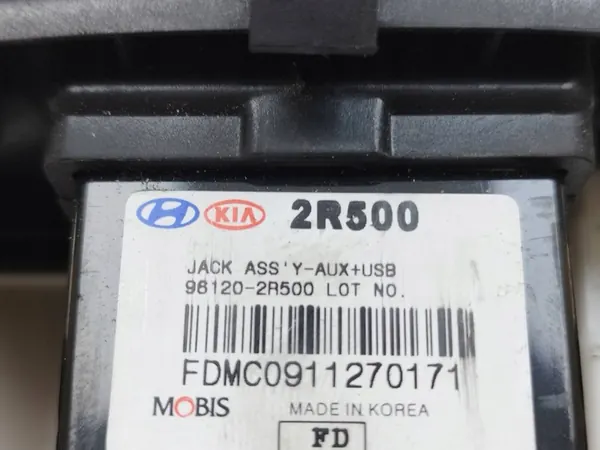 KIA 2R500
JACK ASS'Y-AUX+USB
96120-2R500 LOT NO.
FDMC0911270171
MOBIS MADE IN KOREA
FD